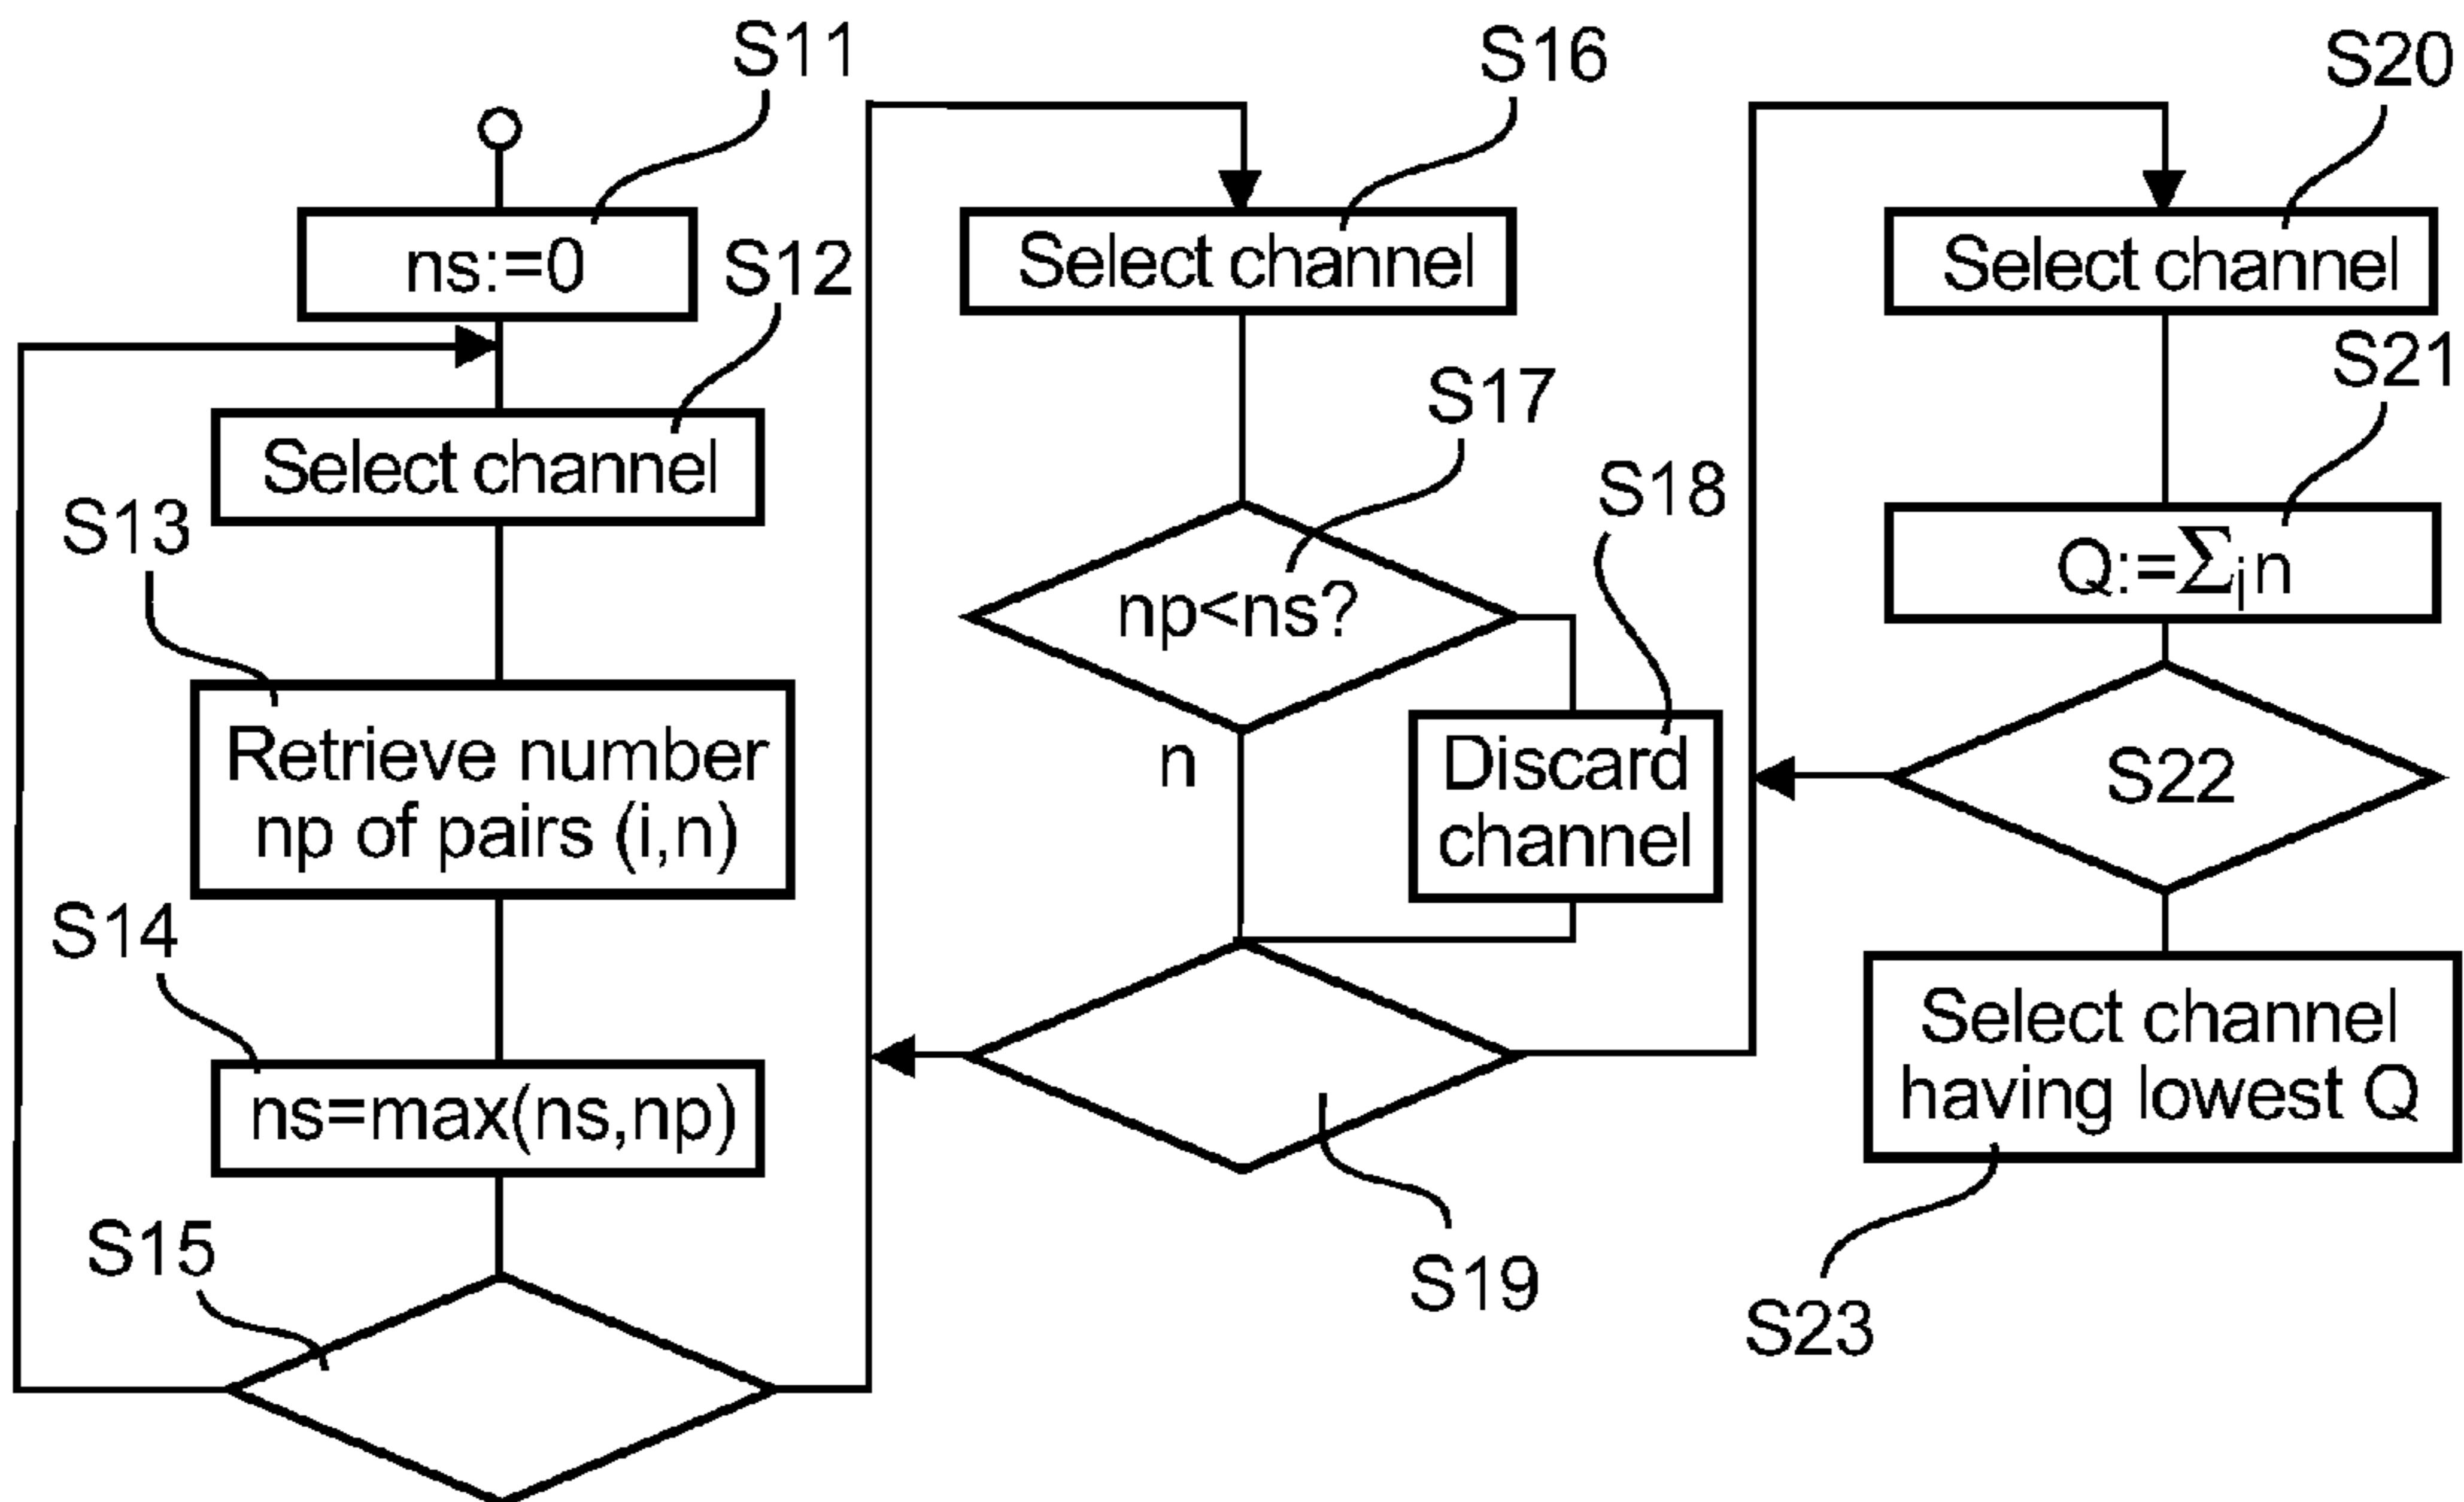 S11
ns:=0
S12
Select channel
S13
Retrieve number
np of pairs (i,n)
S14
ns=max(ns,np)
S15
S16
Select channel
S17
np<ns?
n
S18
Discard
channel
S19
S20
Select channel
S21
Q:=Σin
S22
Select channel
having lowest Q
S23